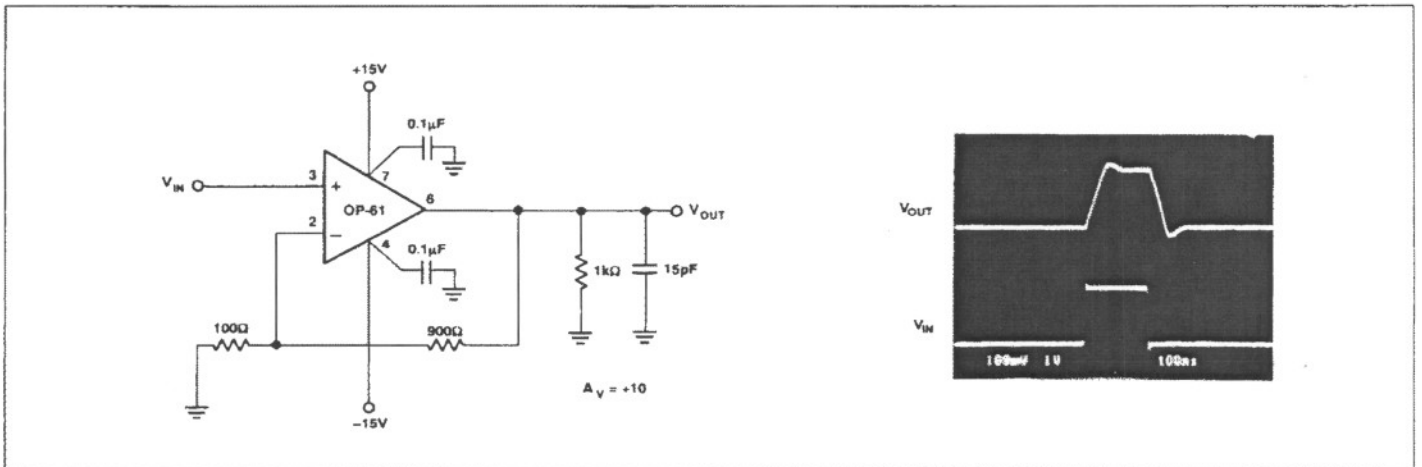 +15V
0.1µF
7
V_IN
3
+
OP-61
6
V_OUT
2
−
4
0.1µF
1kΩ
15pF
100Ω
900Ω
A_V = +10
−15V
V_OUT
V_IN
1V
100ns